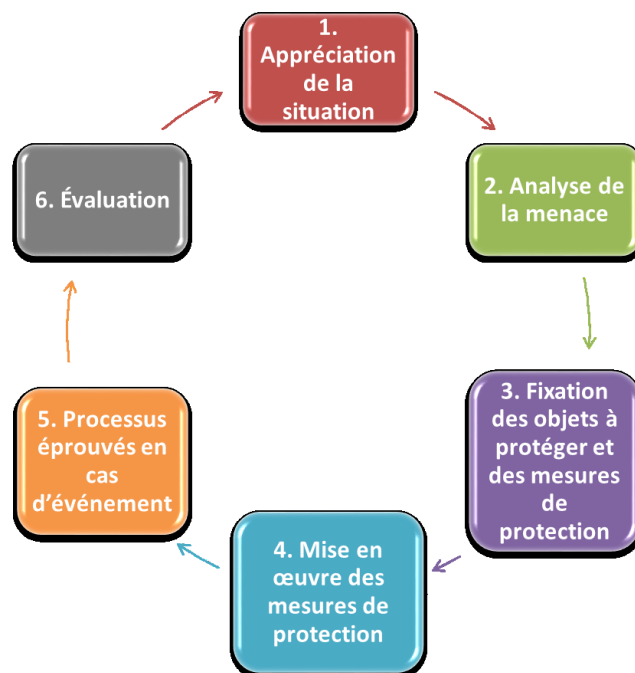 1.
Appréciation
de la
situation
2. Analyse de
la menace
3. Fixation
des objets à
protéger et
des mesures
de
protection
4. Mise en
œuvre des
mesures de
protection
5. Processus
éprouvés en
cas
d’événement
6. Évaluation